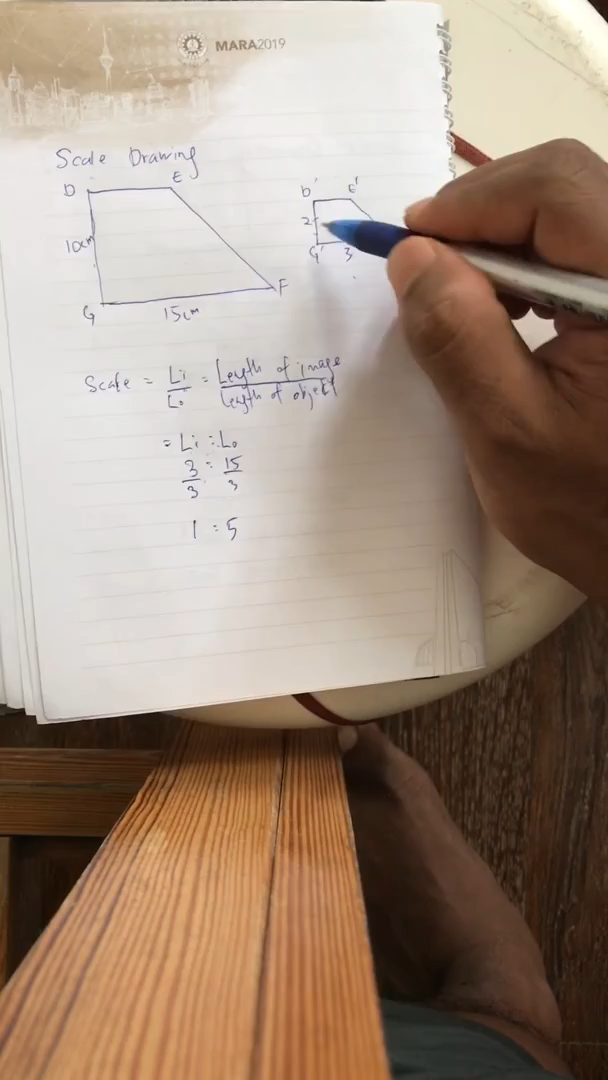 MARA2019
Scale Drawing
D E
D' E'
10cm
2
G F
G' 3
15cm
Scale = Li/Lo = Length of image/Length of object
= Li : Lo
3/3 : 15/3
1 : 5